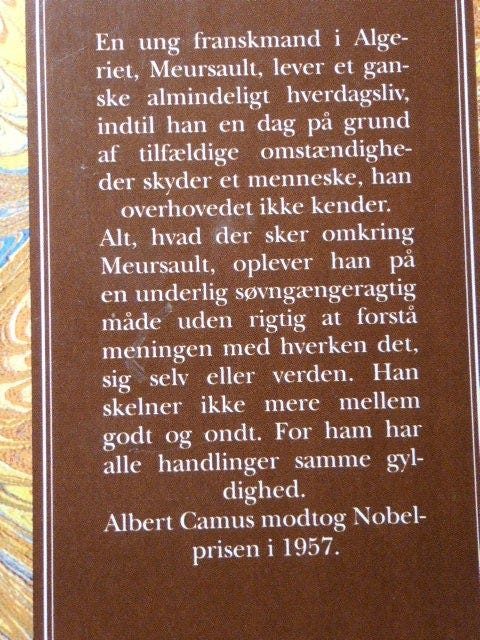 En ung franskmand i Alge-
riet, Meursault, lever et gan-
ske almindeligt hverdagsliv,
indtil han en dag på grund
af tilfældige omstændighe-
der skyder et menneske, han
overhovedet ikke kender.
Alt, hvad der sker omkring
Meursault, oplever han på
en underlig søvngængeragtig
måde uden rigtig at forstå
meningen med hverken det,
sig selv eller verden. Han
skelner ikke mere mellem
godt og ondt. For ham har
alle handlinger samme gyl-
dighed.
Albert Camus modtog Nobel-
prisen i 1957.